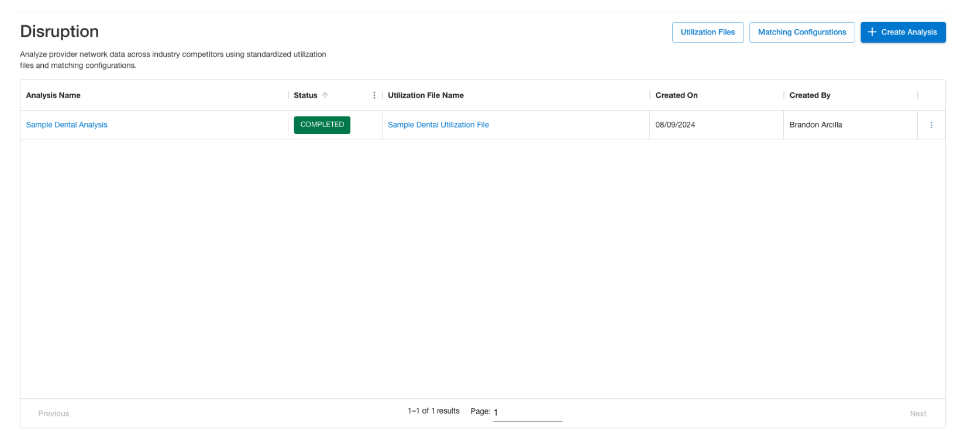 Disruption
Utilization Files
Matching Configurations
+ Create Analysis
Analyze provider network data across industry competitors using standardized utilization
files and matching configurations.
Analysis Name Status ↑ Utilization File Name Created On Created By
Sample Dental Analysis COMPLETED Sample Dental Utilization File 08/09/2024 Brandon Arcilla
Previous 1–1 of 1 results Page: 1 Next